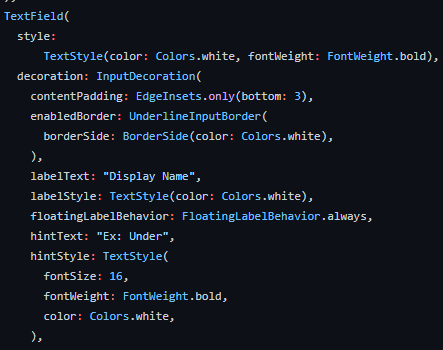 TextField(
style:
TextStyle(color: Colors.white, fontWeight: FontWeight.bold),
decoration: InputDecoration(
contentPadding: EdgeInsets.only(bottom: 3),
enabledBorder: UnderlineInputBorder(
borderSide: BorderSide(color: Colors.white),
),
labelText: "Display Name",
labelStyle: TextStyle(color: Colors.white),
floatingLabelBehavior: FloatingLabelBehavior.always,
hintText: "Ex: Under",
hintStyle: TextStyle(
fontSize: 16,
fontWeight: FontWeight.bold,
color: Colors.white,
),